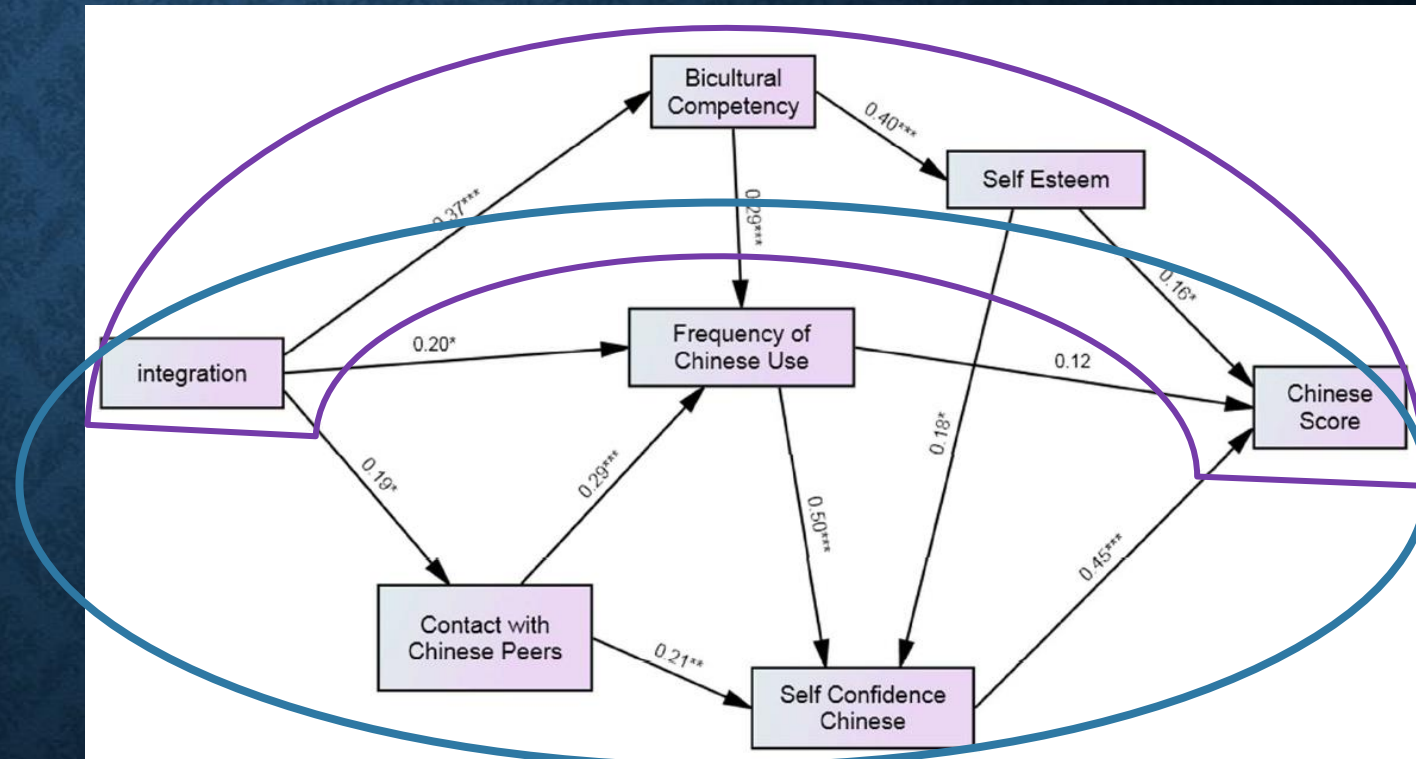 Bicultural
Competency
0.40***
Self Esteem
0.37***
0.29***
0.16*
integration
0.20*
Frequency of
Chinese Use
0.12
Chinese
Score
0.18*
0.19*
0.29***
0.50***
0.45***
Contact with
Chinese Peers
0.21**
Self Confidence
Chinese